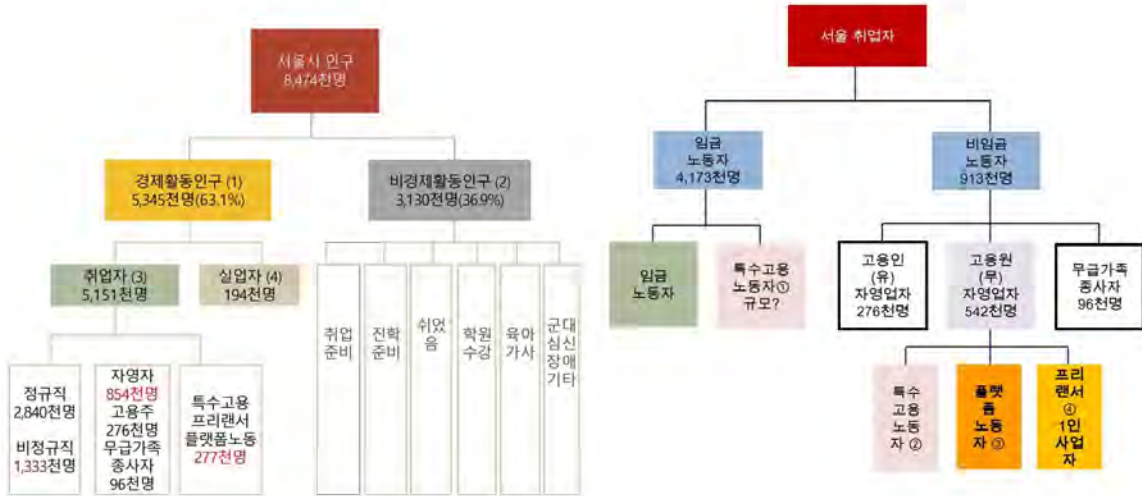 서울시 인구
8,474천명
경제활동인구 (1)
5,345천명(63.1%)
비경제활동인구 (2)
3,130천명(36.9%)
취업자 (3)
5,151천명
실업자 (4)
194천명
정규직
2,840천명
비정규직
1,333천명
자영자
854천명
고용주
276천명
무급가족
종사자
96천명
특수고용
프리랜서
플랫폼노동
277천명
취업
준비
진학
준비
쉬었
음
학원
수강
육아
가사
군대
심신
장애
기타
서울 취업자
임금
노동자
4,173천명
비임금
노동자
913천명
임금
노동자
특수고용
노동자①
규모?
고용인
(유)
자영업자
276천명
고용원
(무)
자영업자
542천명
무급가족
종사자
96천명
특수
고용
노동
자 ②
플랫
폼
노동
자 ③
프리
랜서
④
1인
사업
자